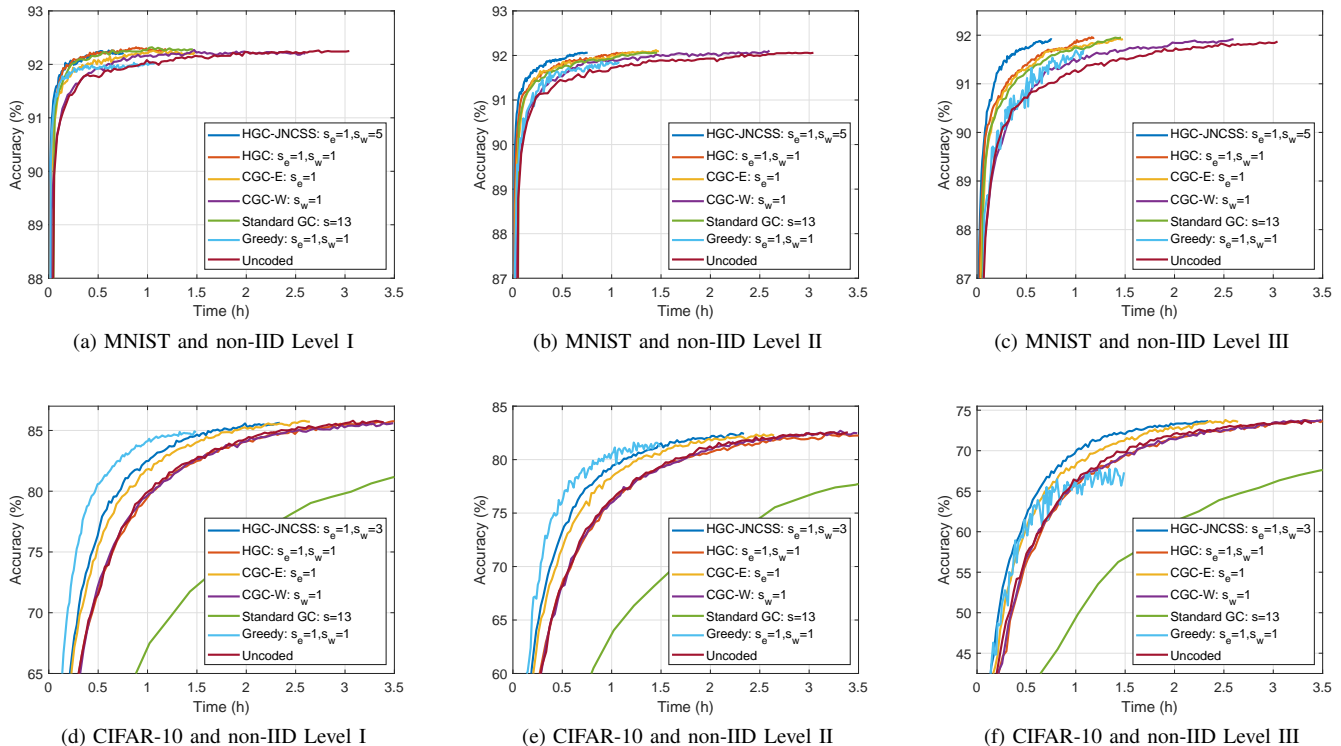 93
92
91
90
89
88
Accuracy (%)
0 0.5 1 1.5 2 2.5 3 3.5
Time (h)
HGC-JNCSS: s_e=1,s_w=5
HGC: s_e=1,s_w=1
CGC-E: s_e=1
CGC-W: s_w=1
Standard GC: s=13
Greedy: s_e=1,s_w=1
Uncoded
(a) MNIST and non-IID Level I
93
92
91
90
89
88
87
Accuracy (%)
0 0.5 1 1.5 2 2.5 3 3.5
Time (h)
HGC-JNCSS: s_e=1,s_w=5
HGC: s_e=1,s_w=1
CGC-E: s_e=1
CGC-W: s_w=1
Standard GC: s=13
Greedy: s_e=1,s_w=1
Uncoded
(b) MNIST and non-IID Level II
92
91
90
89
88
87
Accuracy (%)
0 0.5 1 1.5 2 2.5 3 3.5
Time (h)
HGC-JNCSS: s_e=1,s_w=5
HGC: s_e=1,s_w=1
CGC-E: s_e=1
CGC-W: s_w=1
Standard GC: s=13
Greedy: s_e=1,s_w=1
Uncoded
(c) MNIST and non-IID Level III
85
80
75
70
65
Accuracy (%)
0 0.5 1 1.5 2 2.5 3 3.5
Time (h)
HGC-JNCSS: s_e=1,s_w=3
HGC: s_e=1,s_w=1
CGC-E: s_e=1
CGC-W: s_w=1
Standard GC: s=13
Greedy: s_e=1,s_w=1
Uncoded
(d) CIFAR-10 and non-IID Level I
85
80
75
70
65
60
Accuracy (%)
0 0.5 1 1.5 2 2.5 3 3.5
Time (h)
HGC-JNCSS: s_e=1,s_w=3
HGC: s_e=1,s_w=1
CGC-E: s_e=1
CGC-W: s_w=1
Standard GC: s=13
Greedy: s_e=1,s_w=1
Uncoded
(e) CIFAR-10 and non-IID Level II
75
70
65
60
55
50
45
Accuracy (%)
0 0.5 1 1.5 2 2.5 3 3.5
Time (h)
HGC-JNCSS: s_e=1,s_w=3
HGC: s_e=1,s_w=1
CGC-E: s_e=1
CGC-W: s_w=1
Standard GC: s=13
Greedy: s_e=1,s_w=1
Uncoded
(f) CIFAR-10 and non-IID Level III